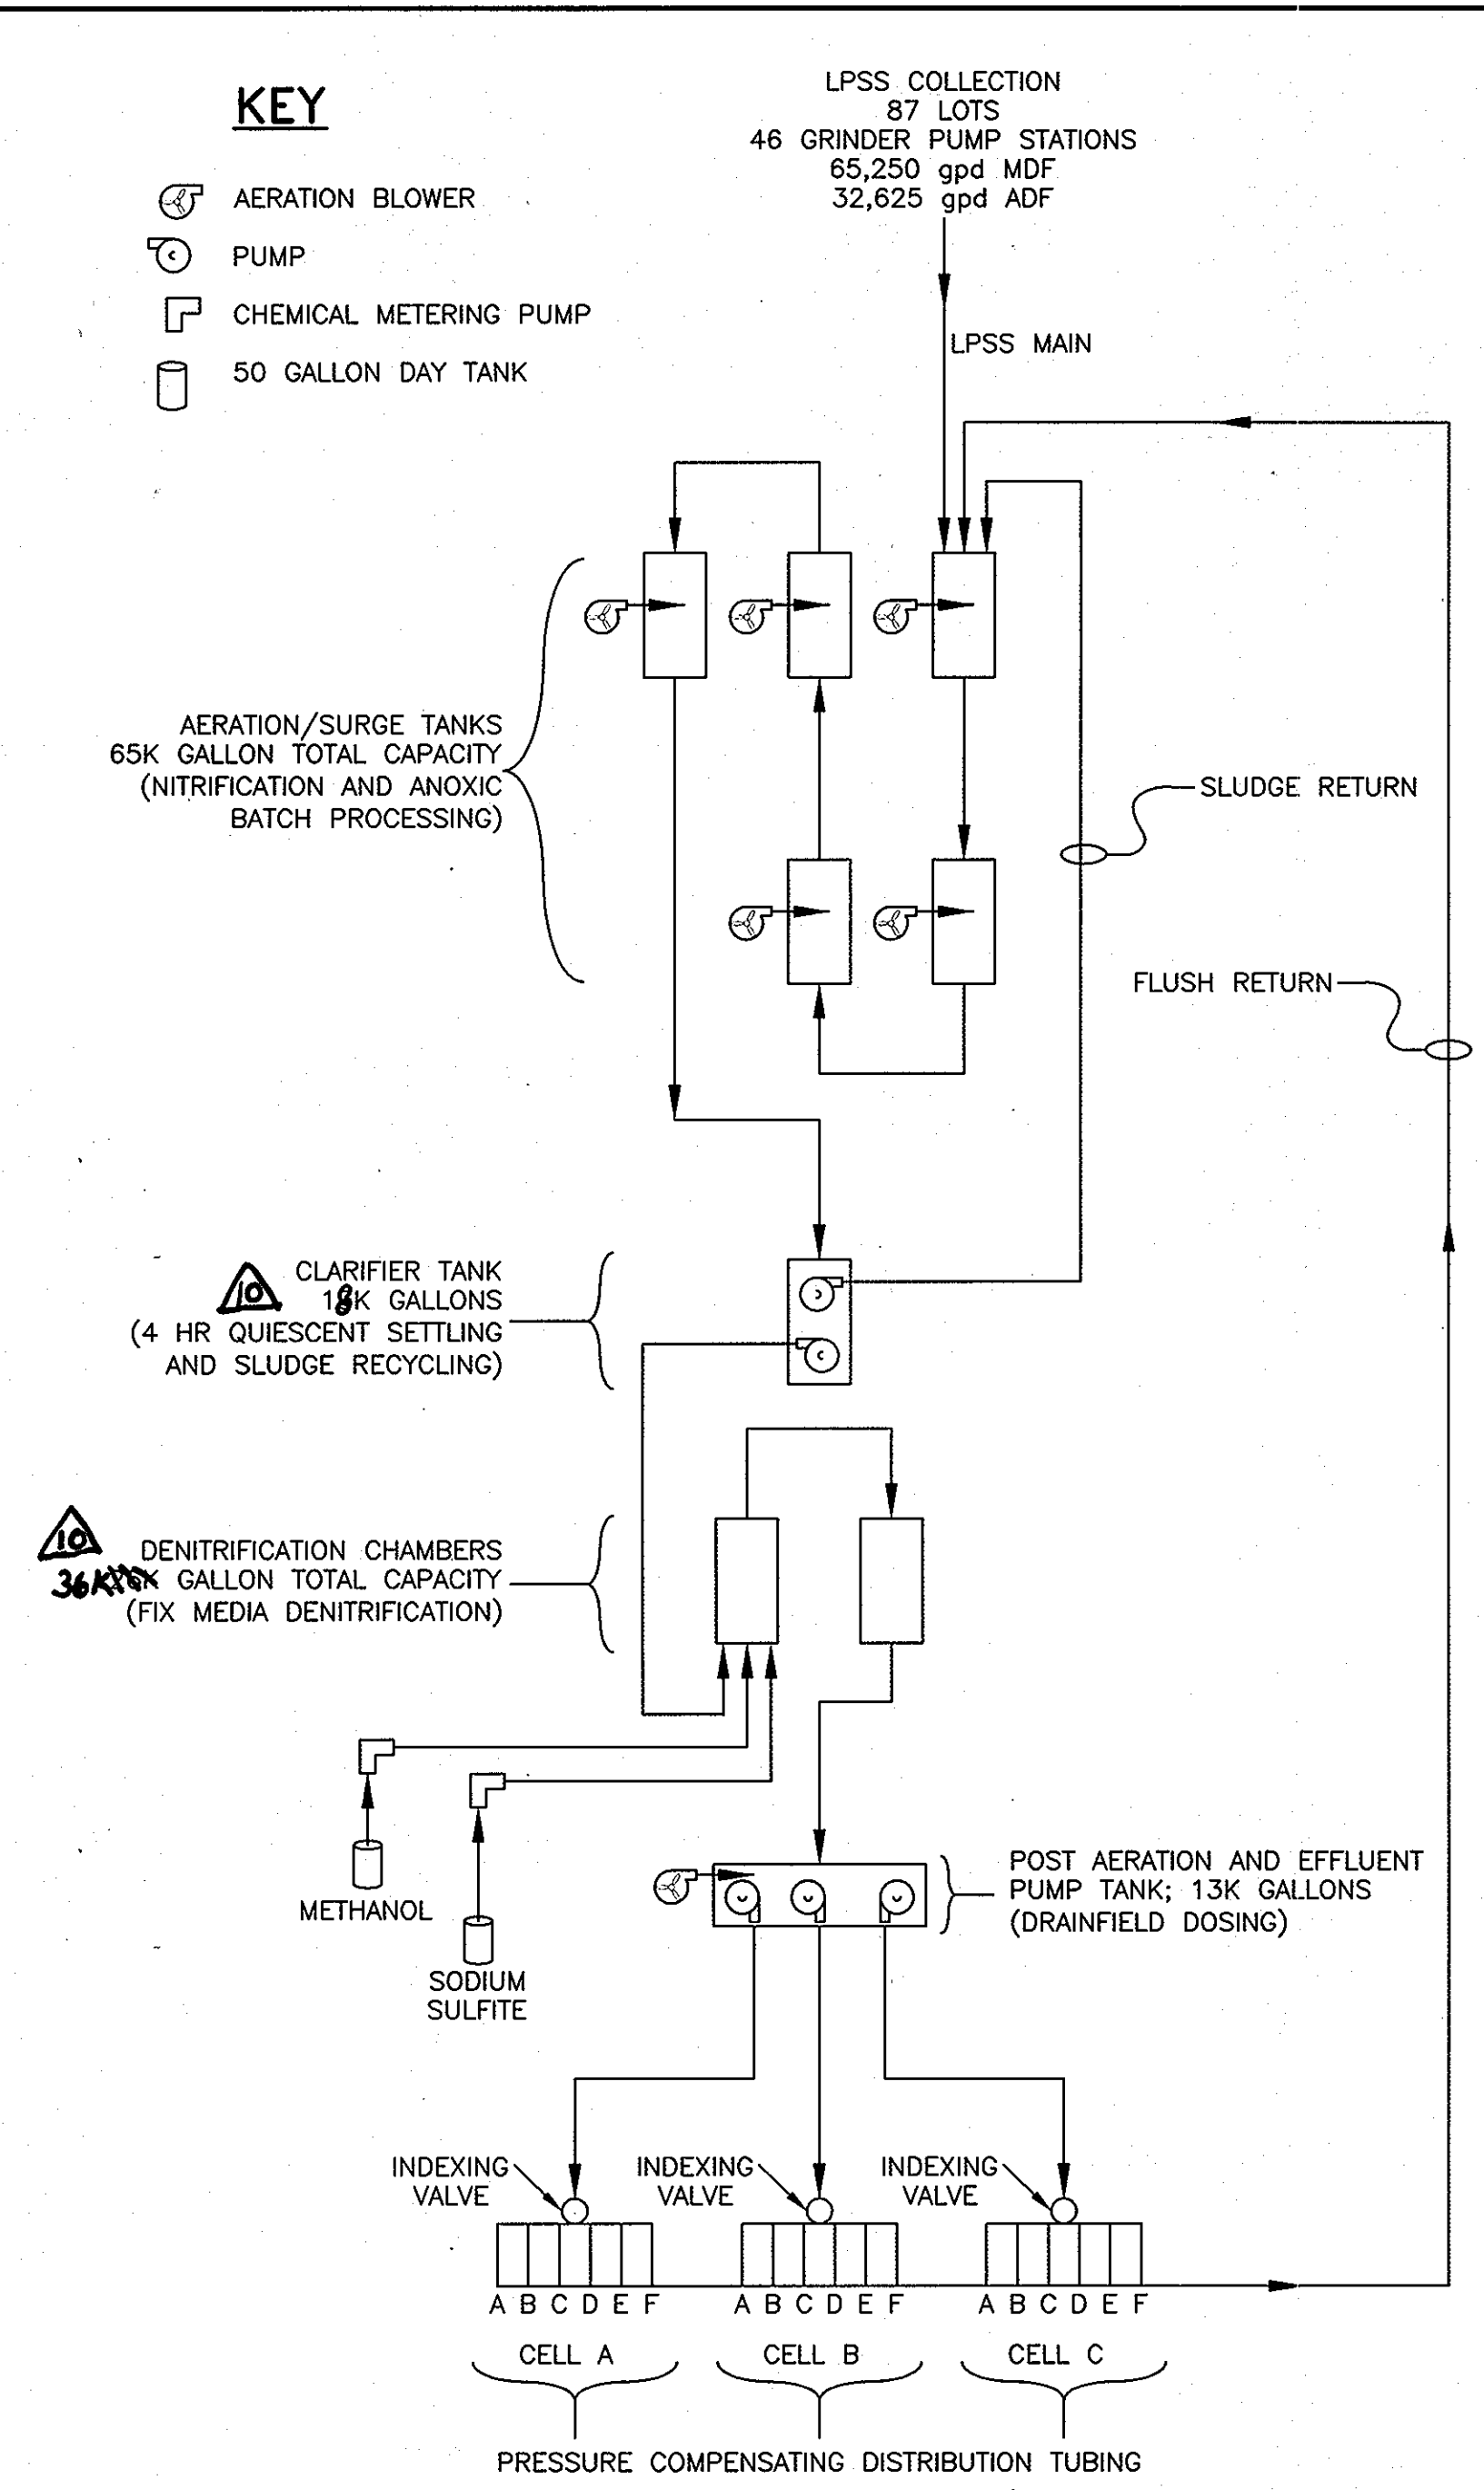 KEY
AERATION BLOWER
PUMP
CHEMICAL METERING PUMP
50 GALLON DAY TANK
LPSS COLLECTION
87 LOTS
46 GRINDER PUMP STATIONS
65,250 gpd MDF
32,625 gpd ADF
LPSS MAIN
AERATION/SURGE TANKS
65K GALLON TOTAL CAPACITY
(NITRIFICATION AND ANOXIC
BATCH PROCESSING)
SLUDGE RETURN
FLUSH RETURN
10
CLARIFIER TANK
18K GALLONS
(4 HR QUIESCENT SETTLING
AND SLUDGE RECYCLING)
10
DENITRIFICATION CHAMBERS
36K GALLON TOTAL CAPACITY
(FIX MEDIA DENITRIFICATION)
METHANOL
SODIUM
SULFITE
POST AERATION AND EFFLUENT
PUMP TANK; 13K GALLONS
(DRAINFIELD DOSING)
INDEXING
VALVE
INDEXING
VALVE
INDEXING
VALVE
A B C D E F
A B C D E F
A B C D E F
CELL A
CELL B
CELL C
PRESSURE COMPENSATING DISTRIBUTION TUBING